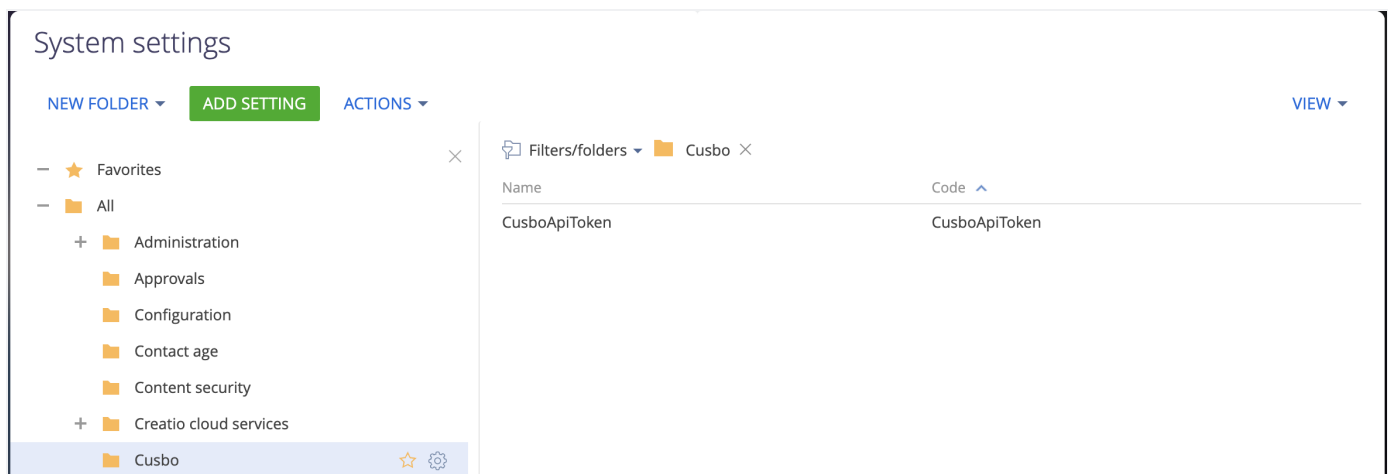 System settings
NEW FOLDER ADD SETTING ACTIONS VIEW
Favorites
All
Administration
Approvals
Configuration
Contact age
Content security
Creatio cloud services
Cusbo
Filters/folders Cusbo
Name Code
CusboApiToken CusboApiToken